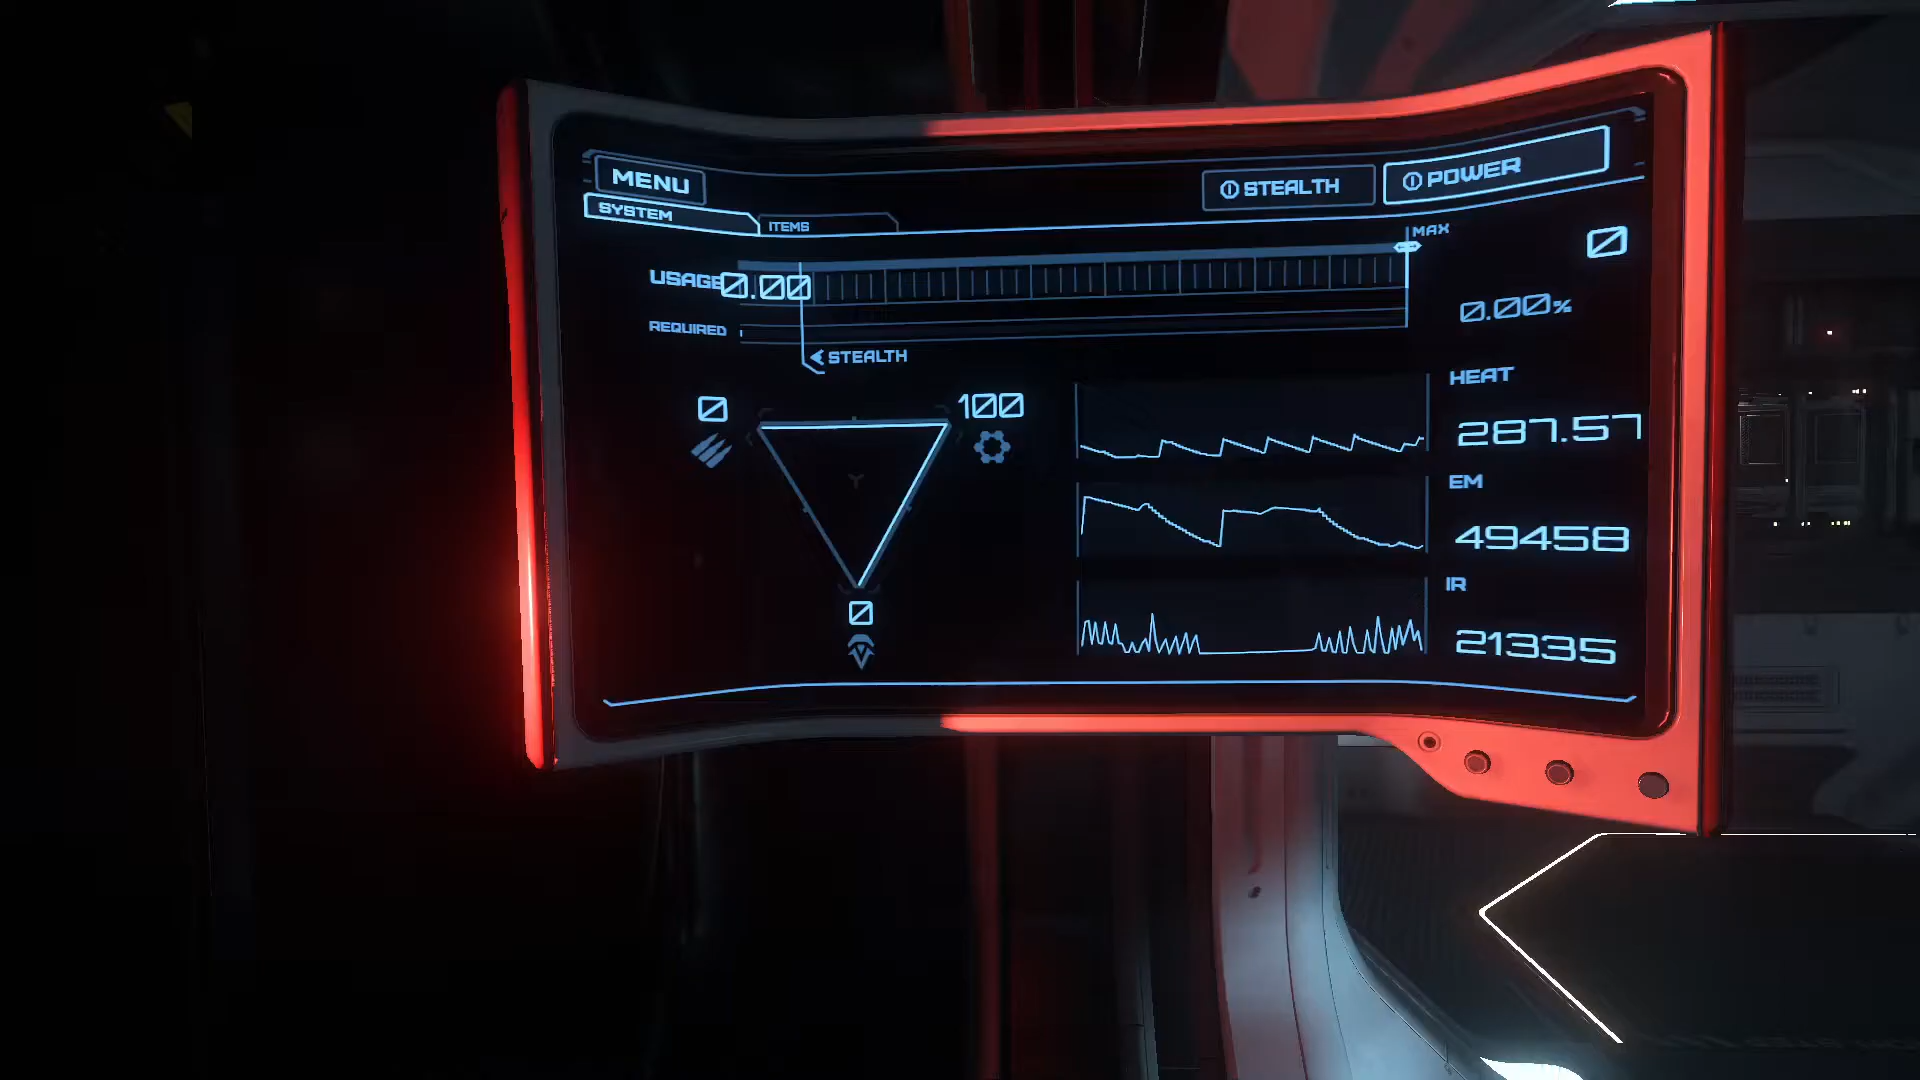 MENU
STEALTH
POWER
SYSTEM
ITEMS
MAX
0
USAGE 0.00
0.00%
REQUIRED
STEALTH
HEAT
0
100
287.57
EM
49458
IR
0
21335